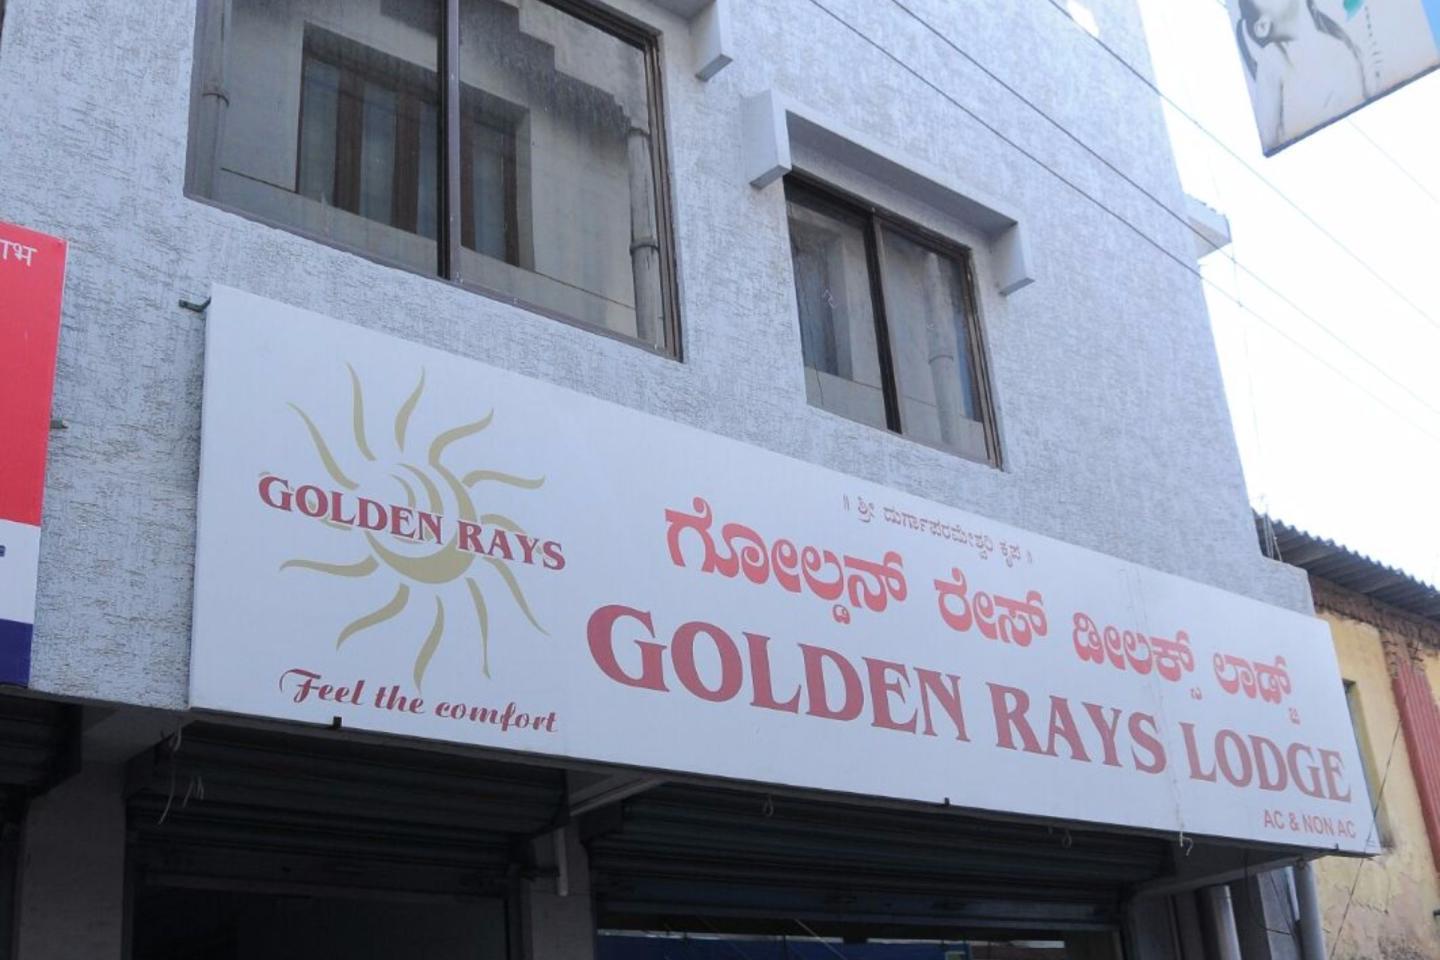 ाभ
GOLDEN RAYS
Feel the comfort
॥ ಶ್ರೀ ದುರ್ಗಾಪರಮೇಶ್ವರಿ ಕೃಪ ॥
ಗೋಲ್ಡನ್ ರೇಸ್ ಡೀಲಕ್ಸ್ ಲಾಡ್ಜ್
GOLDEN RAYS LODGE
AC & NON AC